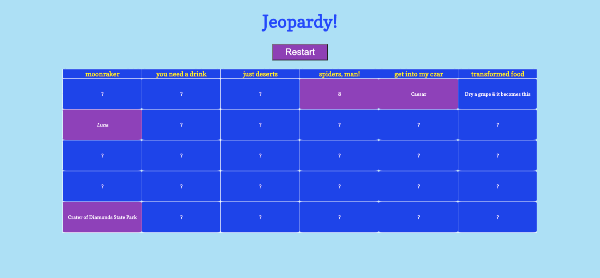 Jeopardy!
Restart
moonraker you need a drink just deserts spiders, man! get into my czar transformed food
? ? ? 8 Caesar Dry a grape & it becomes this
Luna ? ? ? ? ?
? ? ? ? ? ?
? ? ? ? ? ?
Crater of Diamonds State Park ? ? ? ? ?